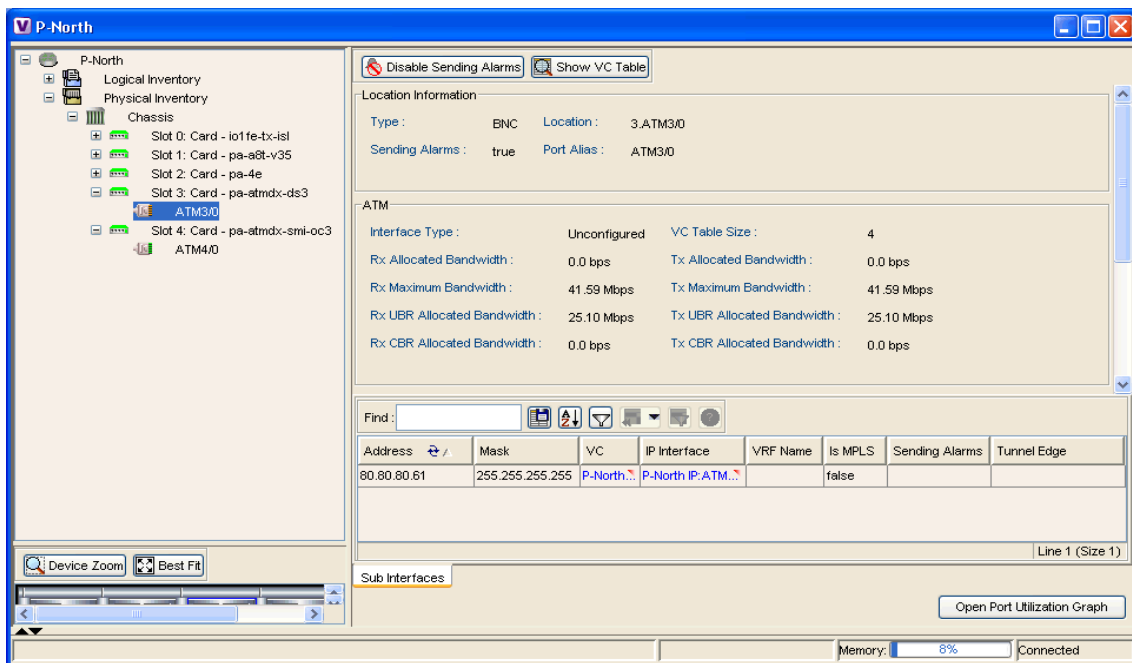 P-North
P-North
Logical Inventory
Physical Inventory
Chassis
Slot 0: Card - io1fe-tx-isl
Slot 1: Card - pa-a8t-v35
Slot 2: Card - pa-4e
Slot 3: Card - pa-atmdx-ds3
ATM3/0
Slot 4: Card - pa-atmdx-smi-oc3
ATM4/0
Device Zoom Best Fit
Disable Sending Alarms Show VC Table
Location Information
Type : BNC Location : 3.ATM3/0
Sending Alarms : true Port Alias : ATM3/0
ATM
Interface Type : Unconfigured VC Table Size : 4
Rx Allocated Bandwidth : 0.0 bps Tx Allocated Bandwidth : 0.0 bps
Rx Maximum Bandwidth : 41.59 Mbps Tx Maximum Bandwidth : 41.59 Mbps
Rx UBR Allocated Bandwidth : 25.10 Mbps Tx UBR Allocated Bandwidth : 25.10 Mbps
Rx CBR Allocated Bandwidth : 0.0 bps Tx CBR Allocated Bandwidth : 0.0 bps
Find :
Address Mask VC IP Interface VRF Name Is MPLS Sending Alarms Tunnel Edge
80.80.80.61 255.255.255.255 P-North... P-North IP:ATM... false
Line 1 (Size 1)
Sub Interfaces
Open Port Utilization Graph
Memory: 8% Connected